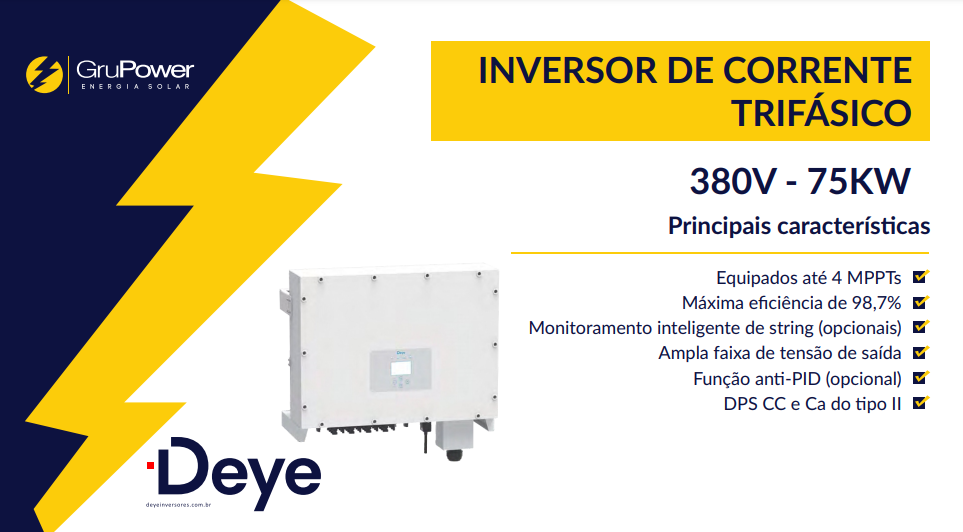 GruPower
ENERGIA SOLAR
INVERSOR DE CORRENTE
TRIFÁSICO
380V - 75KW
Principais características
Equipados até 4 MPPTs
Máxima eficiência de 98,7%
Monitoramento inteligente de string (opcionais)
Ampla faixa de tensão de saída
Função anti-PID (opcional)
DPS CC e Ca do tipo II
Deye
Deye
deyeinversores.com.br